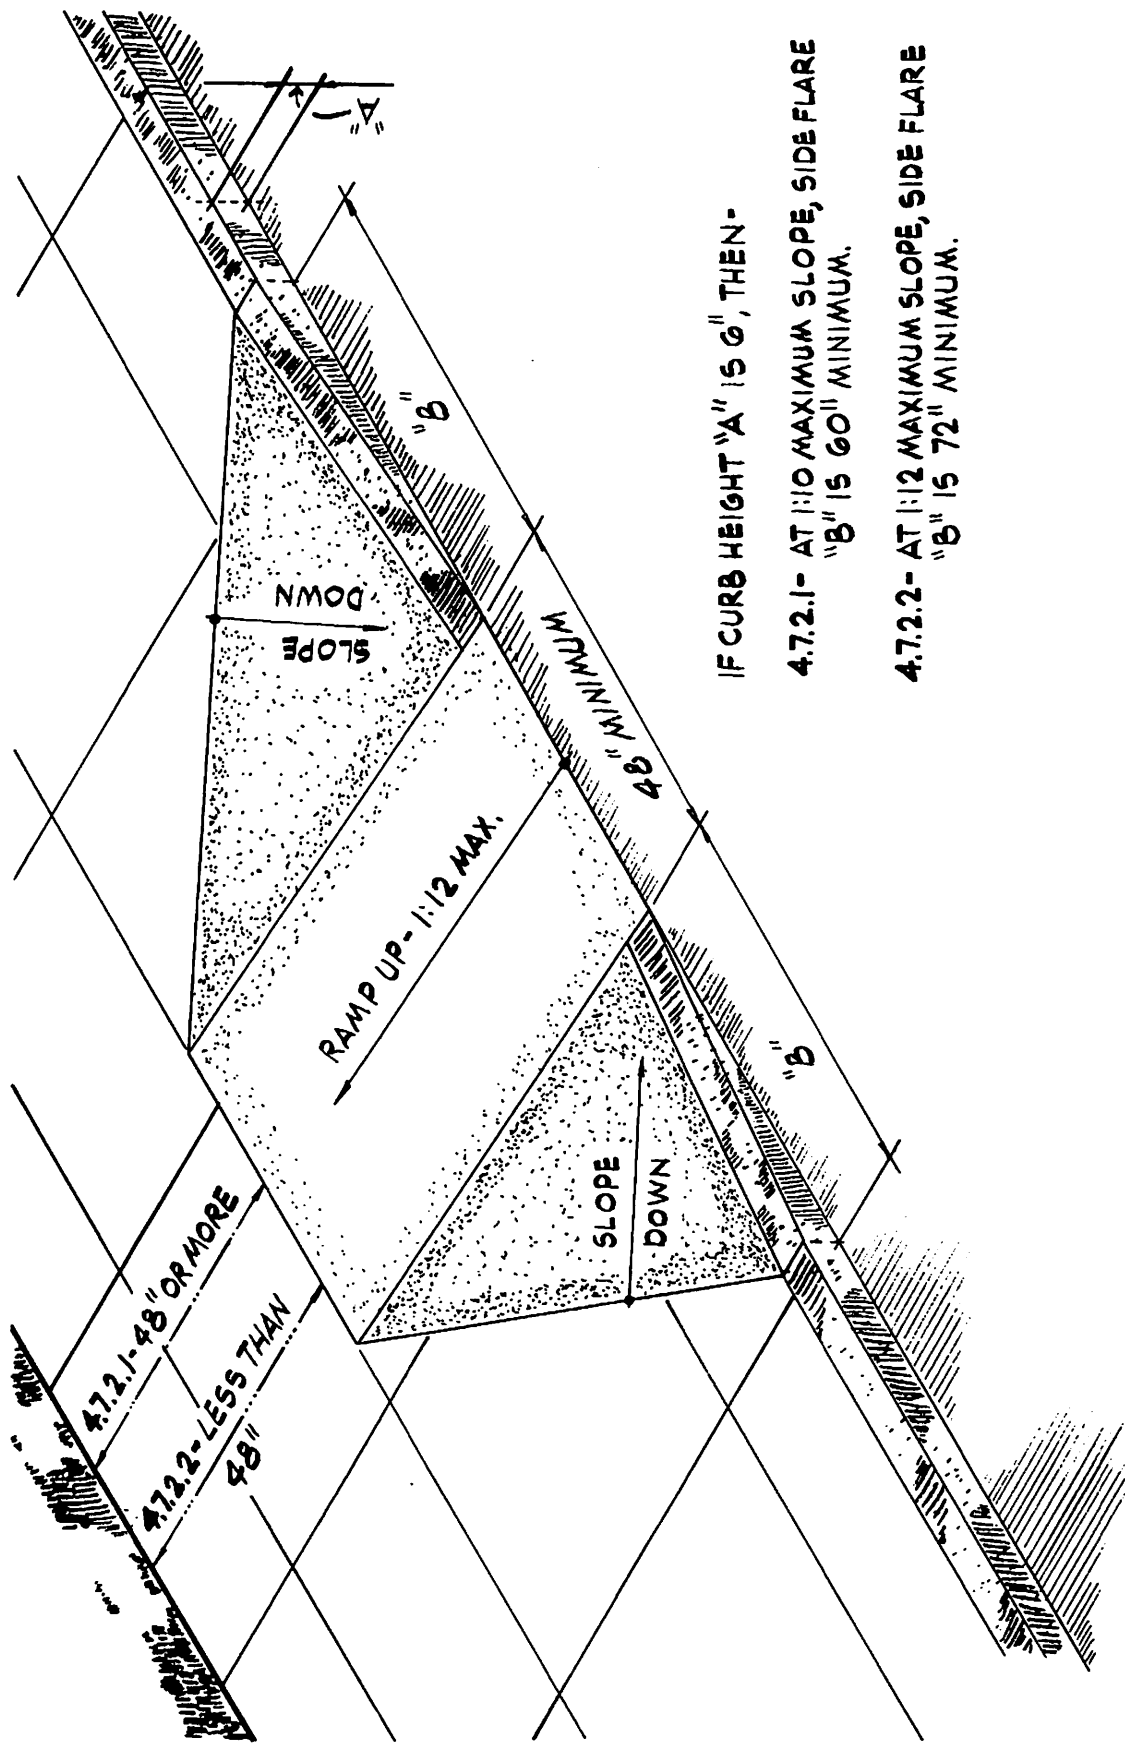 4.7.2.1-48" OR MORE
4.7.2.2-LESS THAN
48"
RAMP UP-1:12 MAX.
SLOPE
DOWN
SLOPE
DOWN
"B"
48" MINIMUM
"B"
"A"
IF CURB HEIGHT "A" IS 6", THEN-
4.7.2.1- AT 1:10 MAXIMUM SLOPE, SIDE FLARE
"B" IS 60" MINIMUM.
4.7.2.2- AT 1:12 MAXIMUM SLOPE, SIDE FLARE
"B" IS 72" MINIMUM.